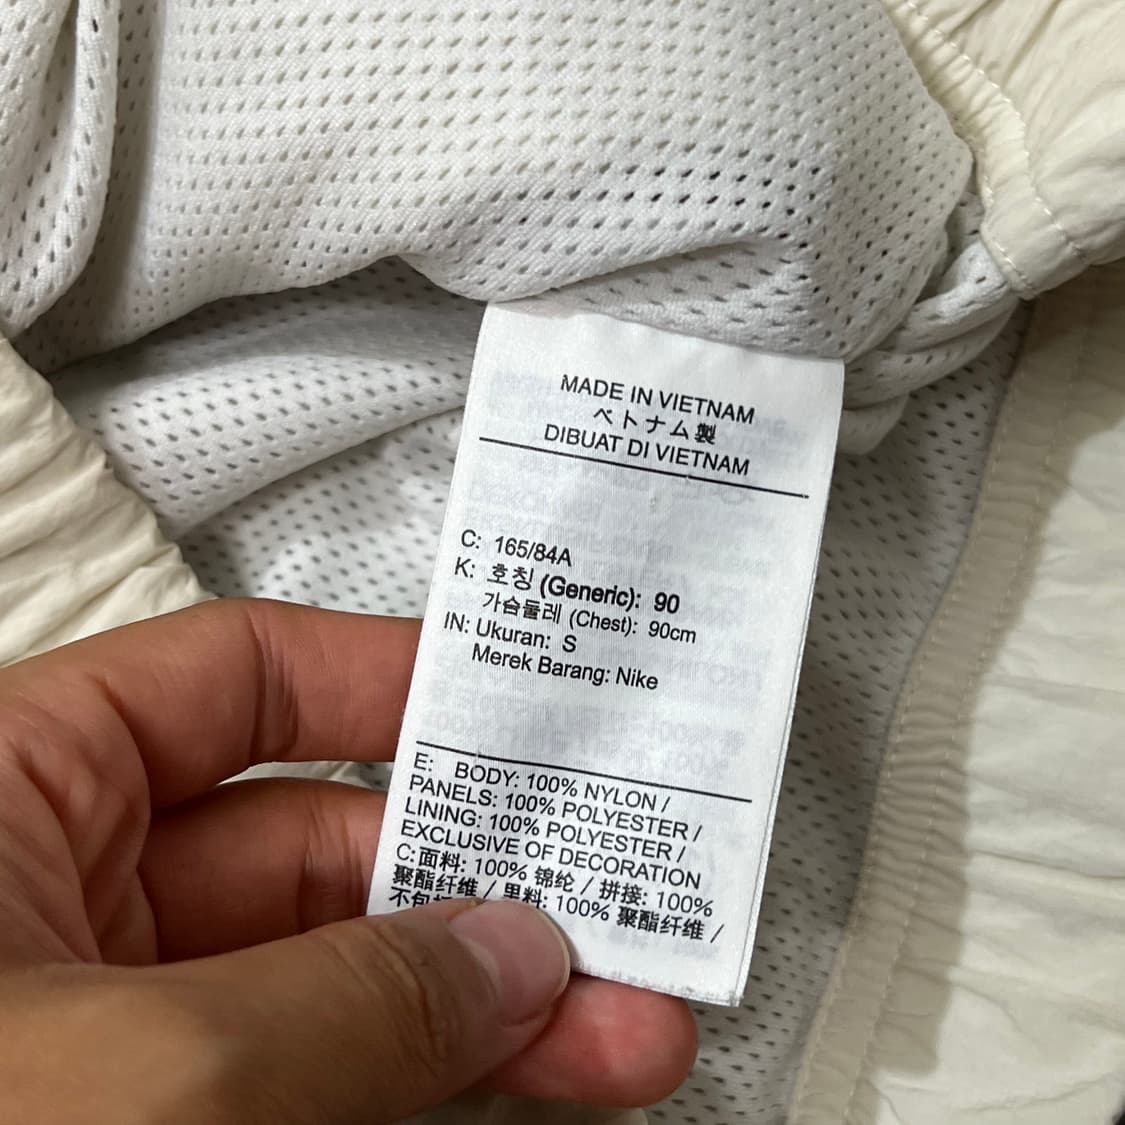 MADE IN VIETNAM
ベトナム製
DIBUAT DI VIETNAM
C: 165/84A
K: 호칭 (Generic): 90
가슴둘레 (Chest): 90cm
IN: Ukuran: S
Merek Barang: Nike
E: BODY: 100% NYLON /
PANELS: 100% POLYESTER /
LINING: 100% POLYESTER /
EXCLUSIVE OF DECORATION
C:面料: 100% 锦纶 / 拼接: 100%
聚酯纤维 / 里料: 100% 聚酯纤维 /